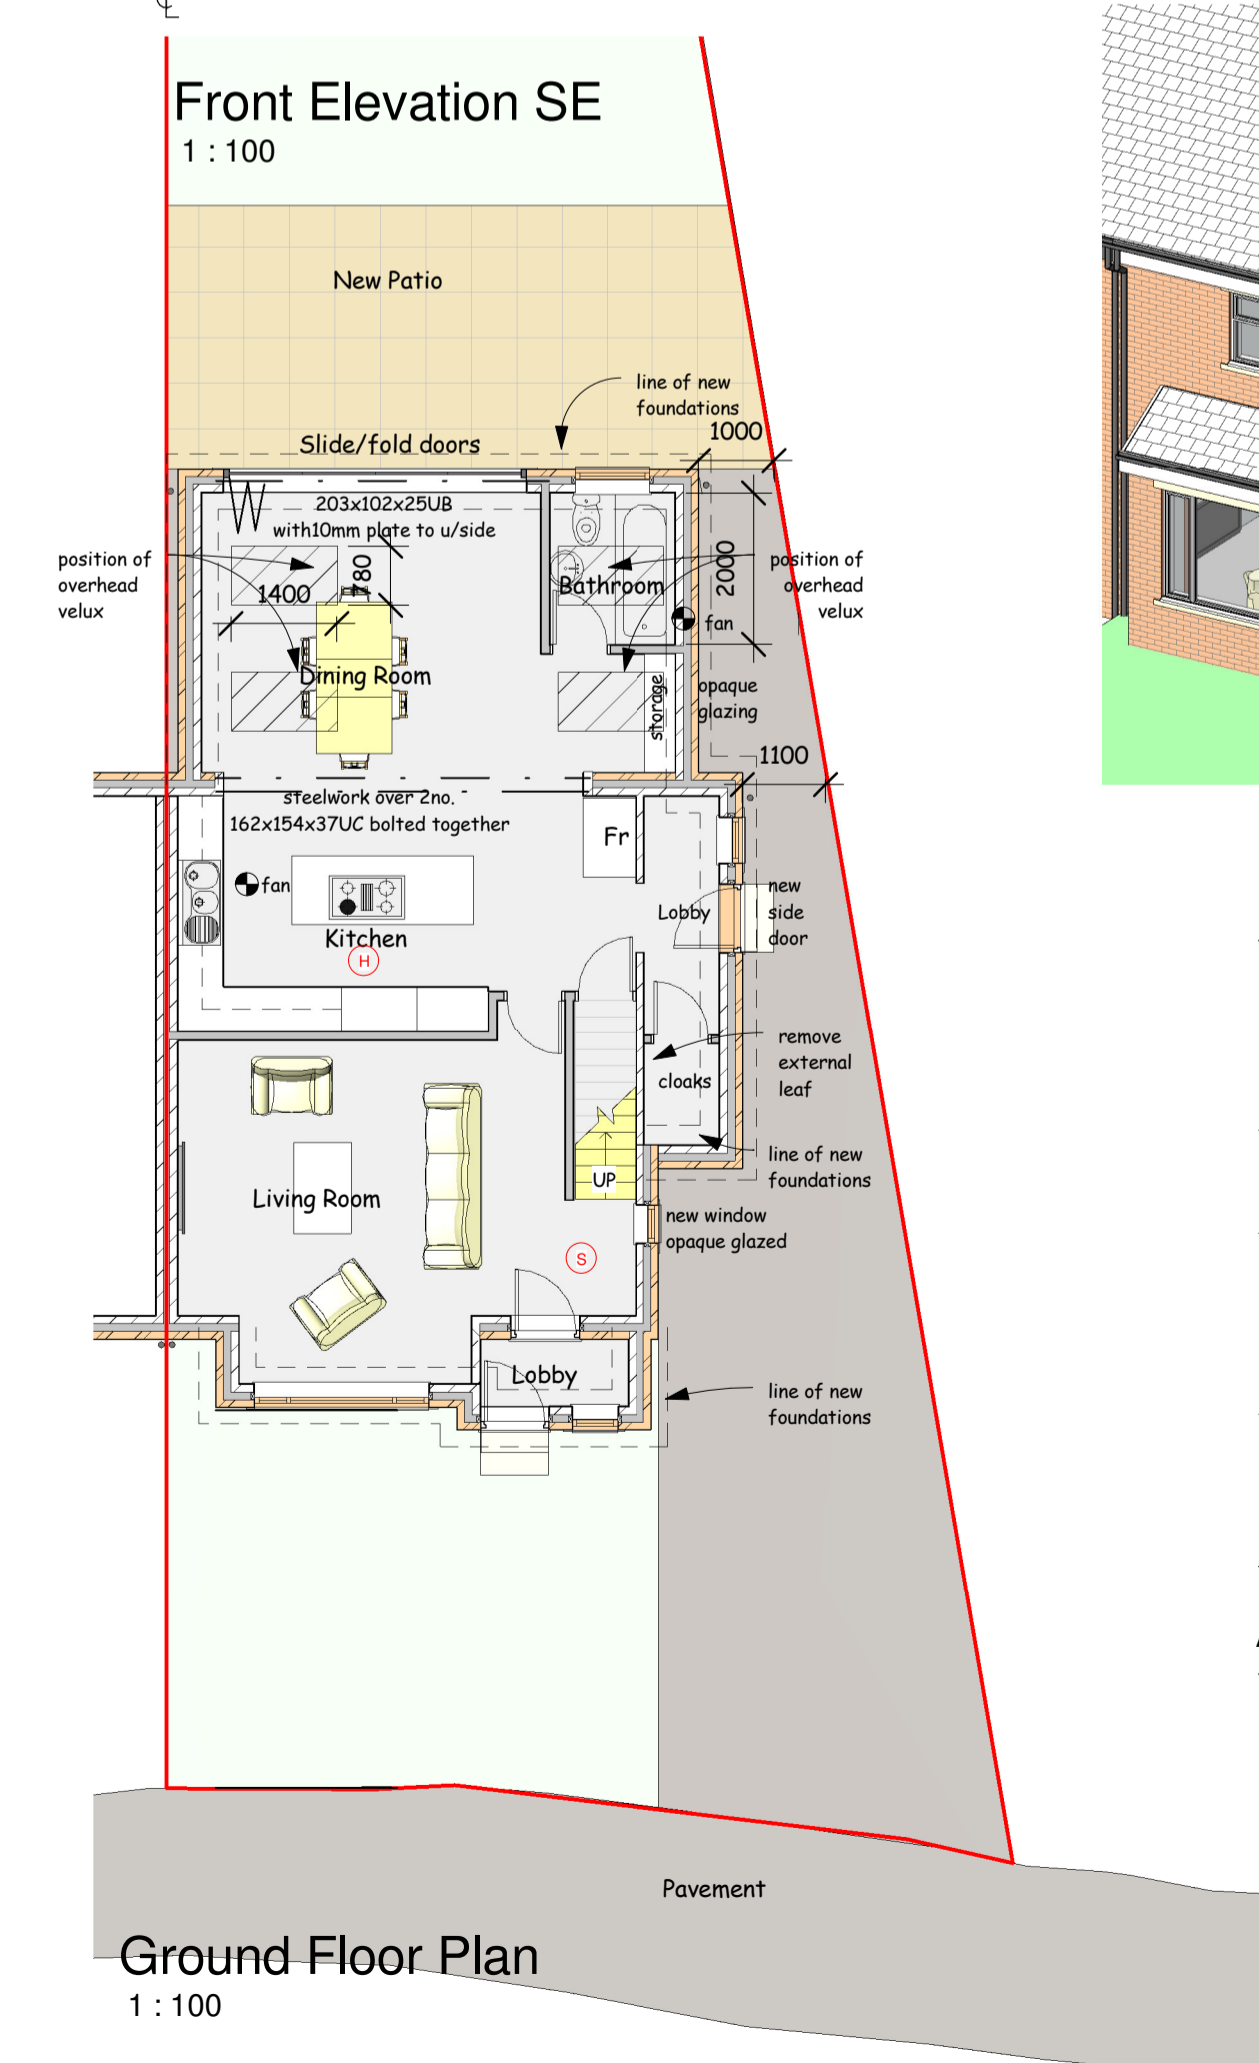 Front Elevation SE
1 : 100
New Patio
line of new
foundations
1000
Slide/fold doors
203x102x25UB
with10mm plate to u/side
position of
overhead
velux
1400
780
Bathroom
2000
position of
overhead
velux
fan
Dining Room
storage
opaque
glazing
1100
steelwork over 2no.
162x154x37UC bolted together
Fr
fan
Kitchen
H
Lobby
new
side
door
remove
external
leaf
cloaks
line of new
foundations
UP
Living Room
new window
opaque glazed
S
Lobby
line of new
foundations
Pavement
Ground Floor Plan
1 : 100